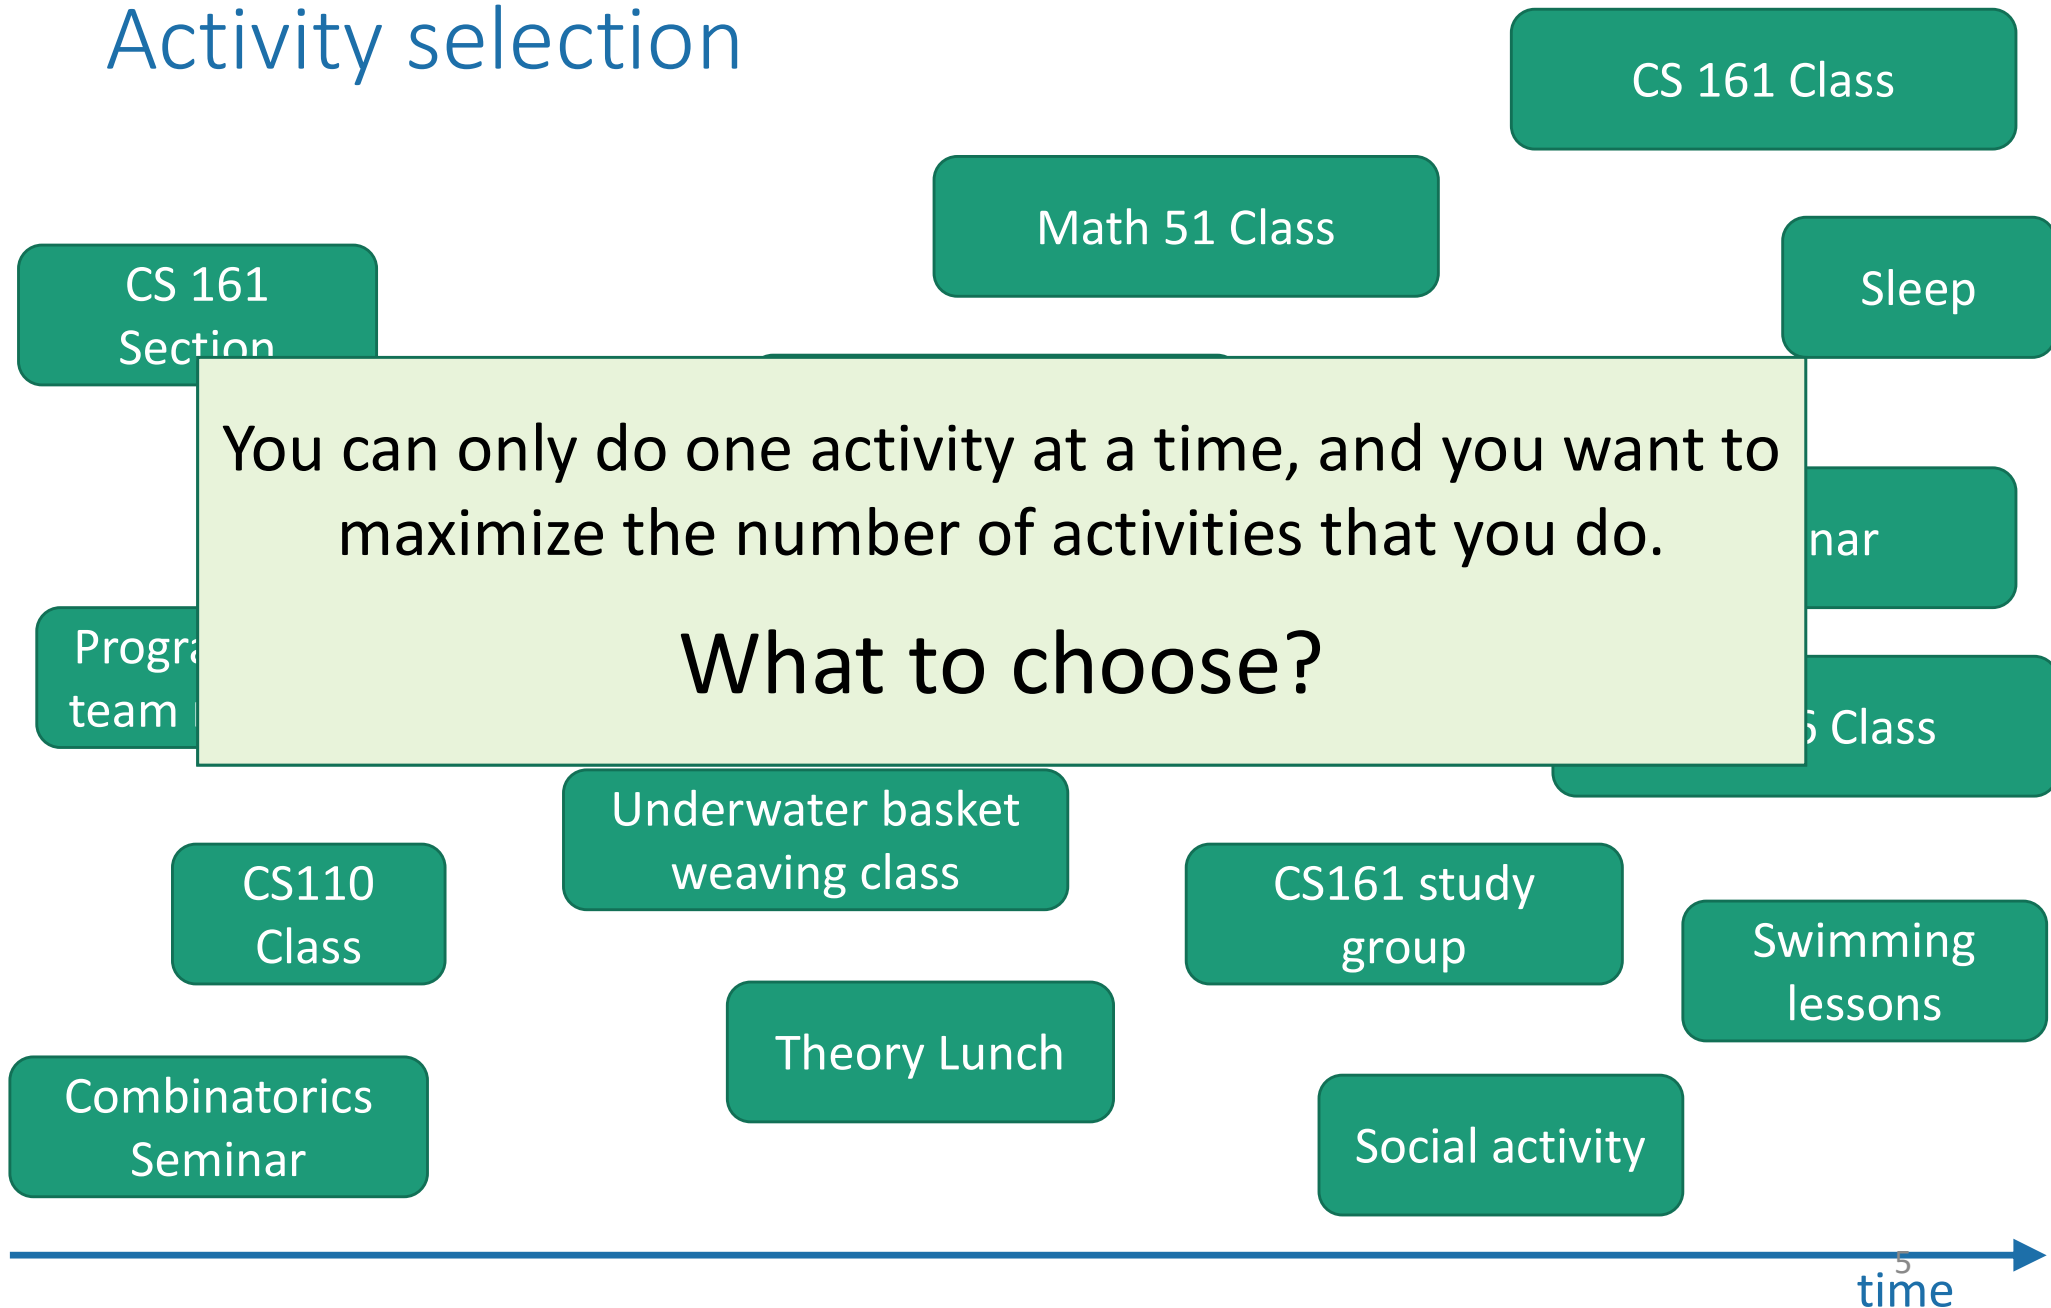 Activity selection
CS 161 Class
Math 51 Class
CS 161
Section
Sleep
You can only do one activity at a time, and you want to
maximize the number of activities that you do.
What to choose?
team
Class
Underwater basket
weaving class
CS110
Class
CS161 study
group
Swimming
lessons
Theory Lunch
Combinatorics
Seminar
Social activity
5
time